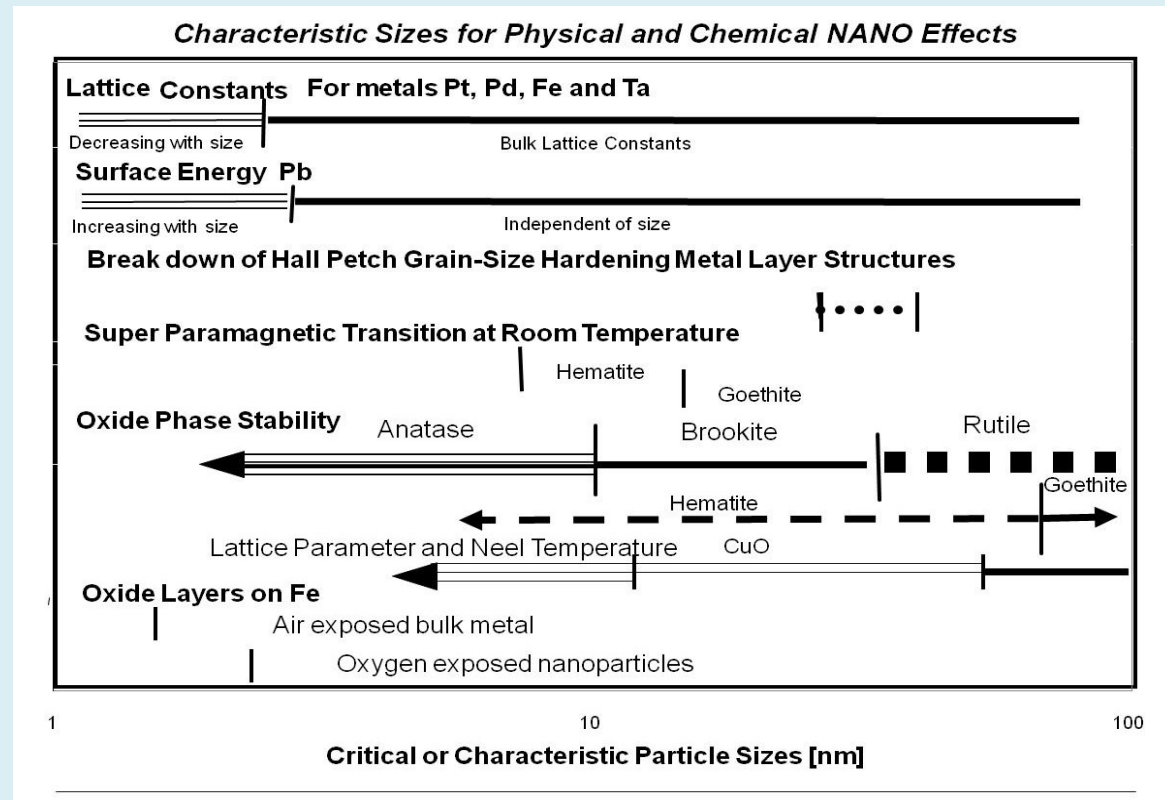 Characteristic Sizes for Physical and Chemical NANO Effects
Lattice Constants For metals Pt, Pd, Fe and Ta
Decreasing with size Bulk Lattice Constants
Surface Energy Pb
Increasing with size Independent of size
Break down of Hall Petch Grain-Size Hardening Metal Layer Structures
Super Paramagnetic Transition at Room Temperature
Hematite
Goethite
Oxide Phase Stability Anatase Brookite Rutile
Goethite
Hematite
Lattice Parameter and Neel Temperature CuO
Oxide Layers on Fe
Air exposed bulk metal
Oxygen exposed nanoparticles
1 10 100
Critical or Characteristic Particle Sizes [nm]